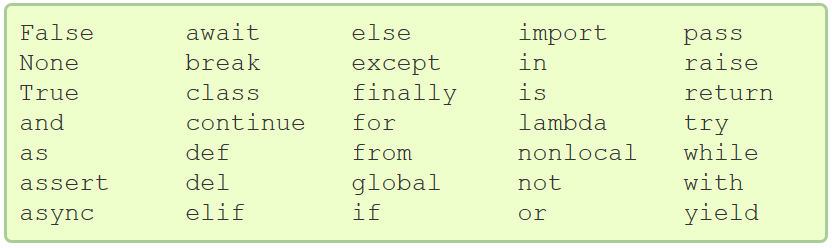 False      await      else       import     pass
None       break      except     in         raise
True       class      finally    is         return
and        continue   for        lambda     try
as         def        from       nonlocal   while
assert     del        global     not        with
async      elif       if         or         yield